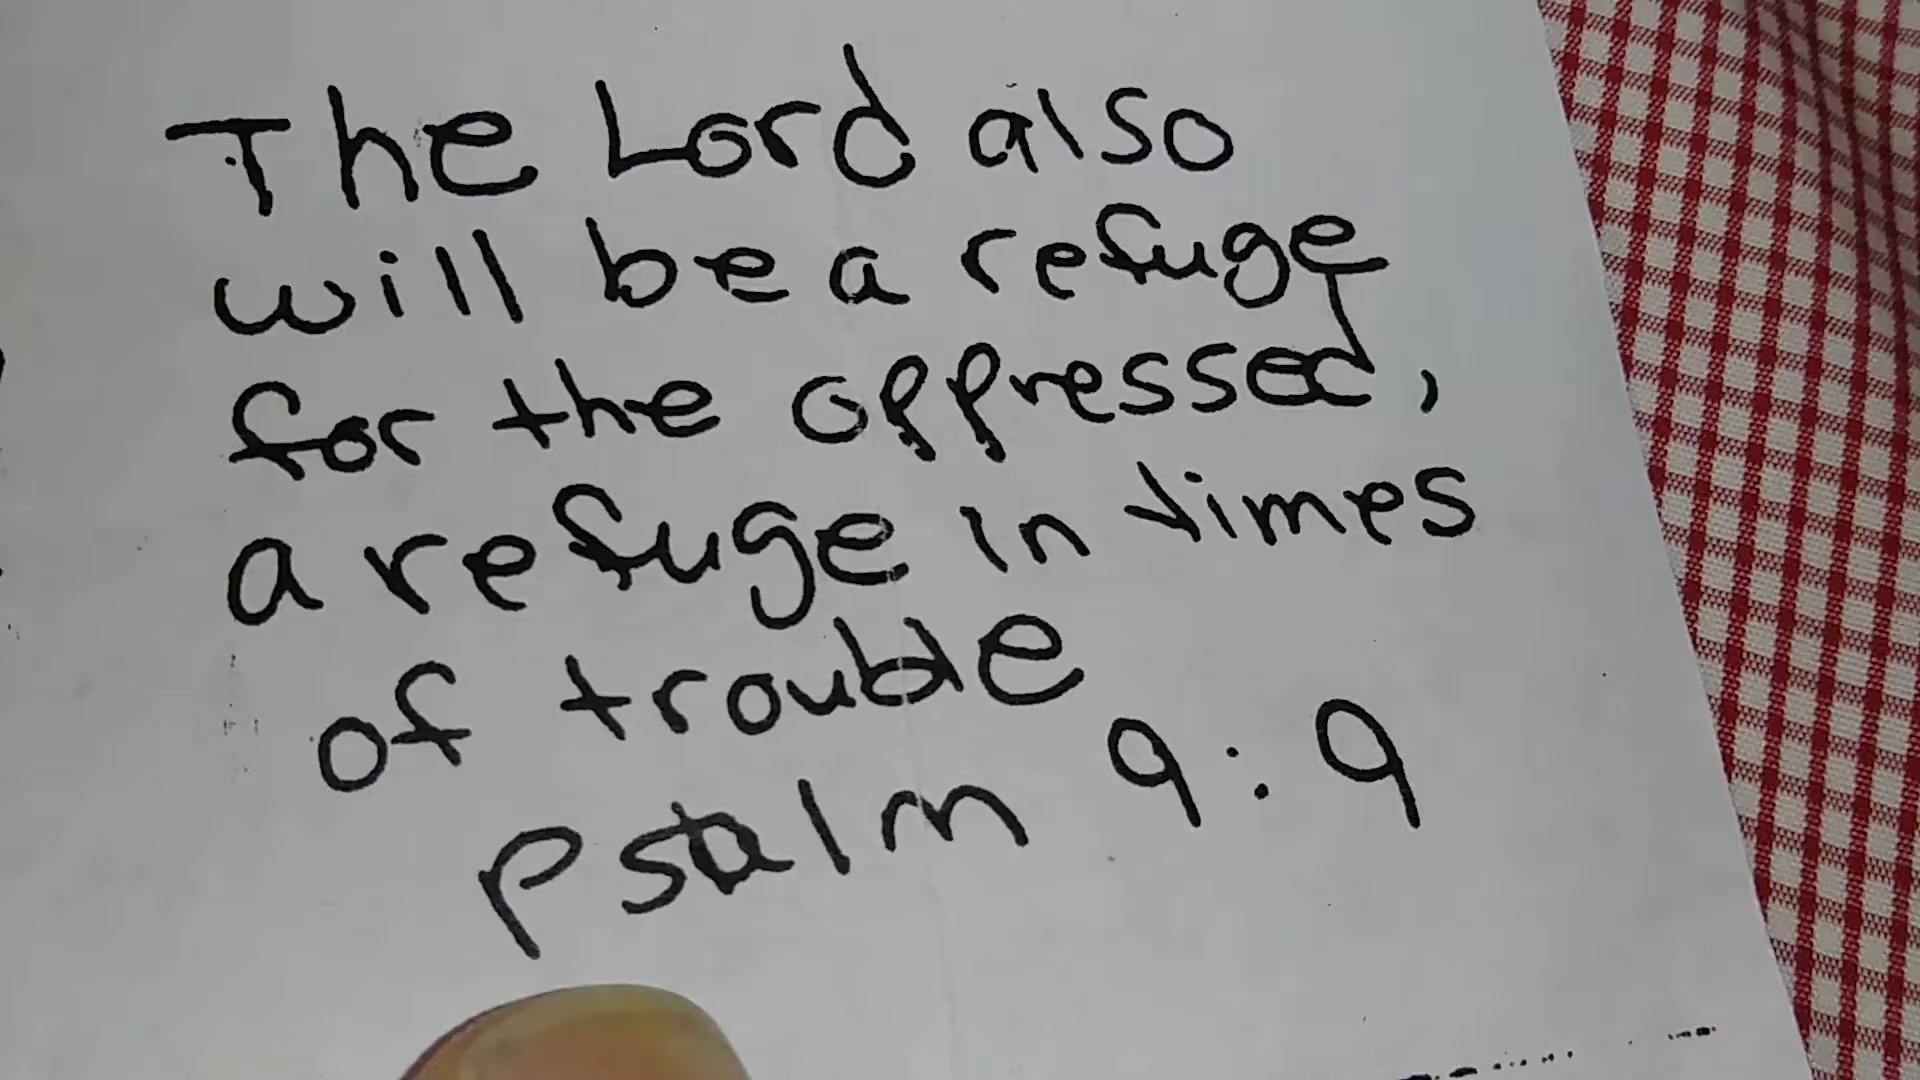 The Lord also
will be a refuge
for the oppressed,
a refuge in times
of trouble
Psalm 9:9